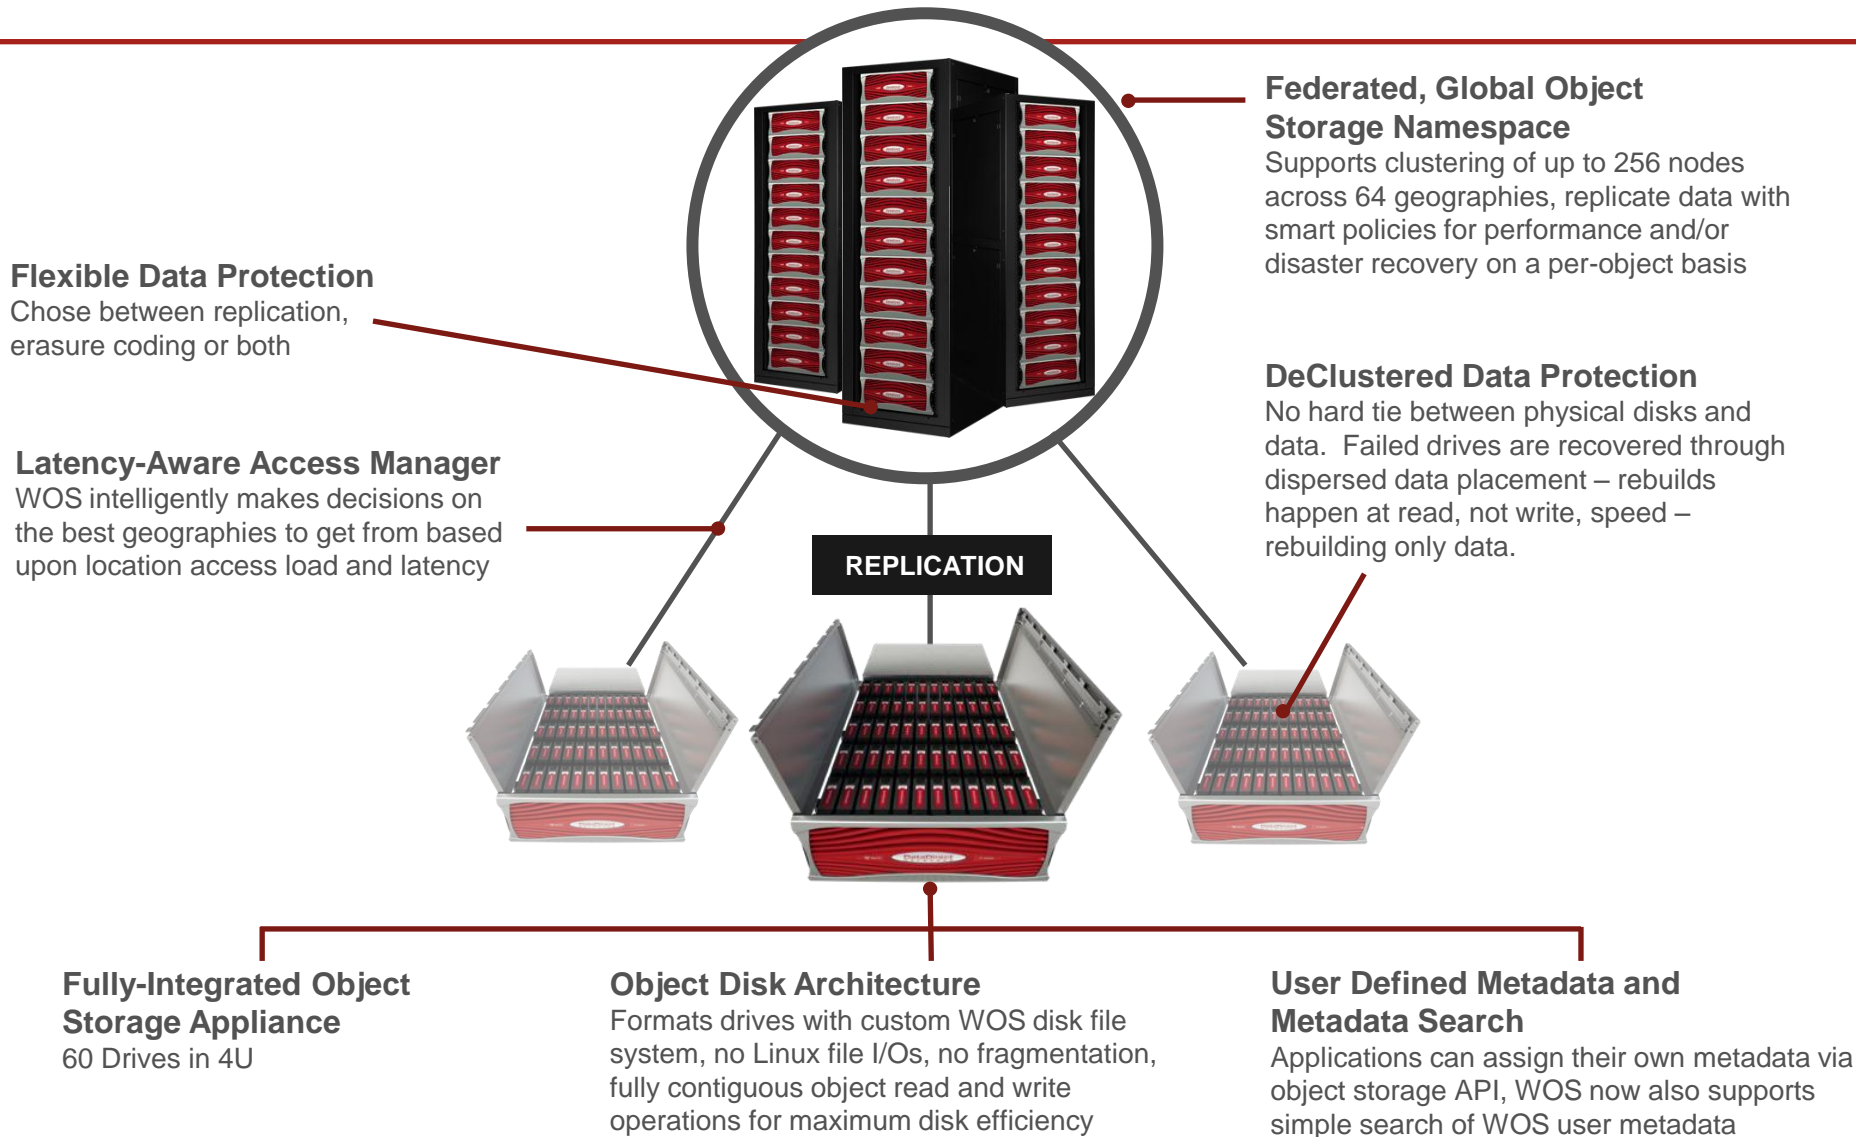 Federated, Global Object
Storage Namespace
Supports clustering of up to 256 nodes
across 64 geographies, replicate data with
smart policies for performance and/or
disaster recovery on a per-object basis
Flexible Data Protection
Chose between replication,
erasure coding or both
DeClustered Data Protection
No hard tie between physical disks and
data.  Failed drives are recovered through
dispersed data placement – rebuilds
happen at read, not write, speed –
rebuilding only data.
Latency-Aware Access Manager
WOS intelligently makes decisions on
the best geographies to get from based
upon location access load and latency
REPLICATION
Fully-Integrated Object
Storage Appliance
60 Drives in 4U
Object Disk Architecture
Formats drives with custom WOS disk file
system, no Linux file I/Os, no fragmentation,
fully contiguous object read and write
operations for maximum disk efficiency
User Defined Metadata and
Metadata Search
Applications can assign their own metadata via
object storage API, WOS now also supports
simple search of WOS user metadata